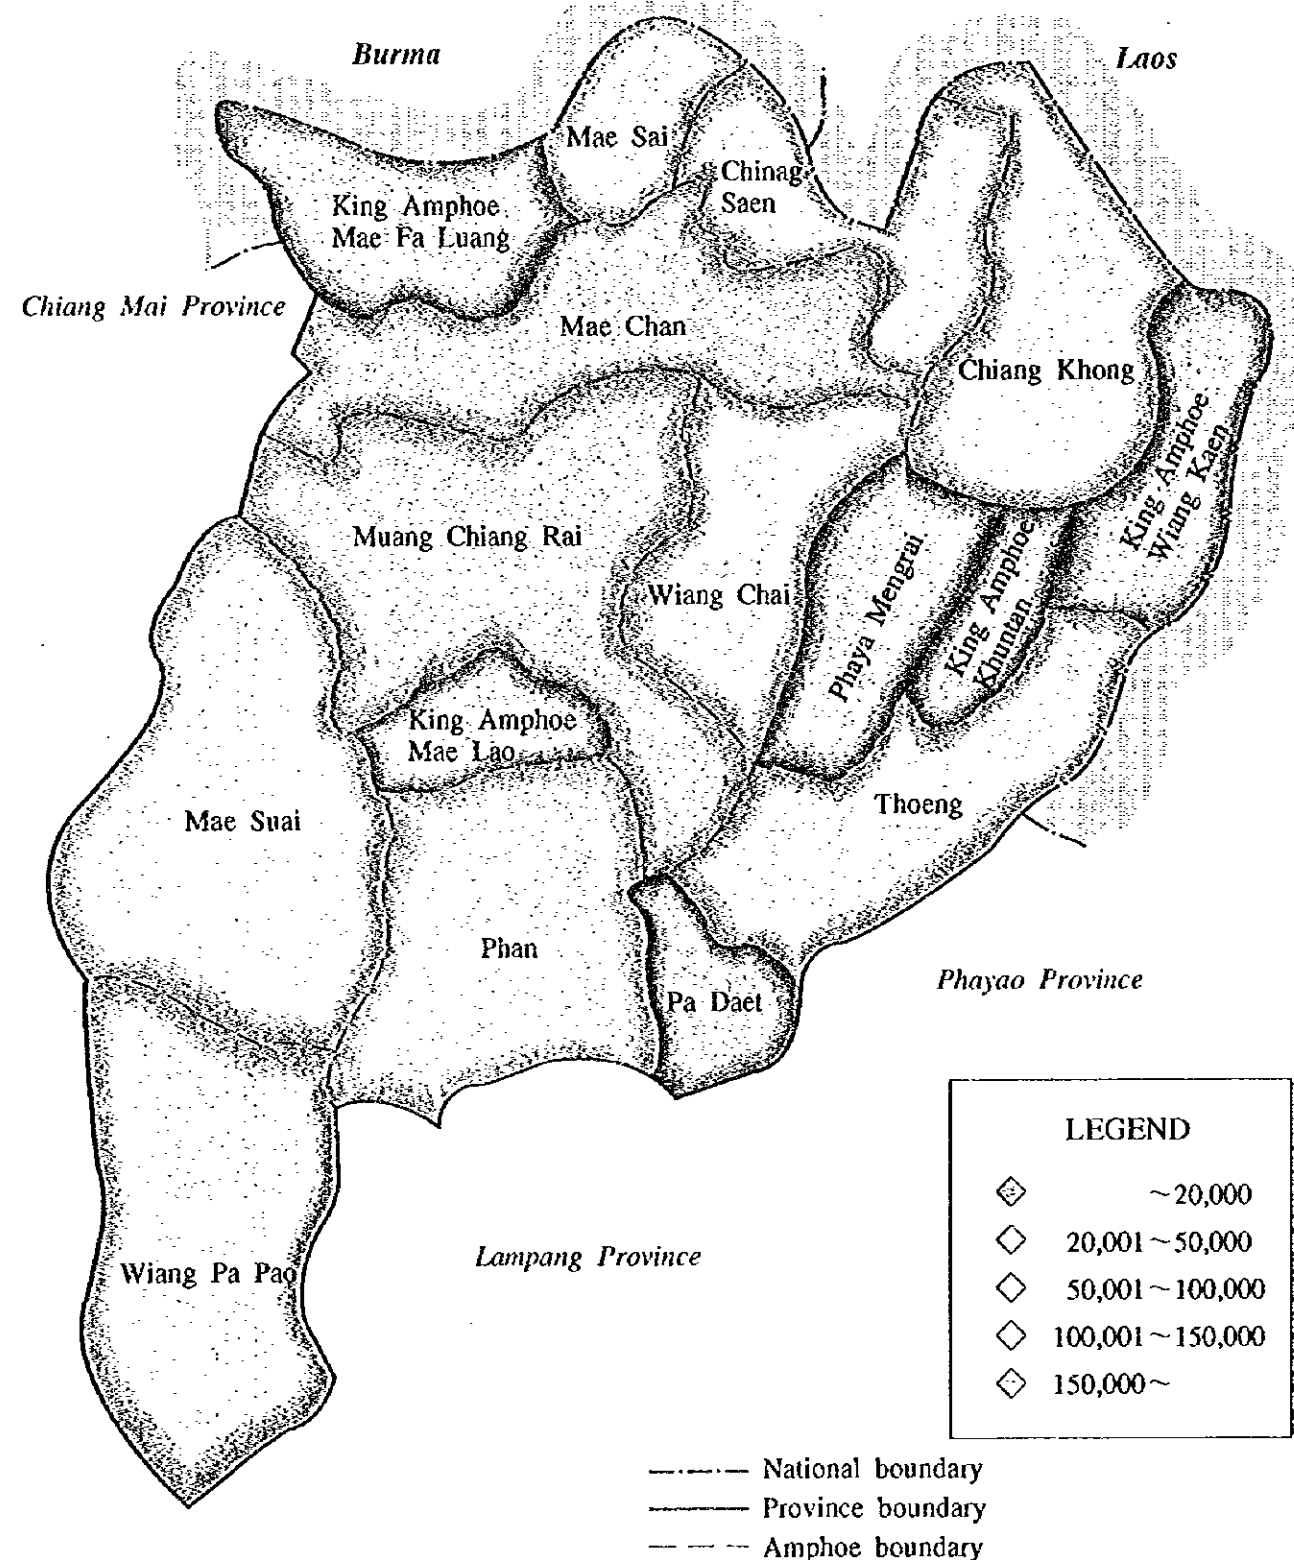 Burma
Laos
Mae Sai
Chinag
Saen
King Amphoe
Mae Fa Luang
Chiang Mai Province
Mae Chan
Chiang Khong
King Amphoe
Wiang Kaen
Muang Chiang Rai
Wiang Chai
Phaya Mengrai
King Amphoe
Khuntan
King Amphoe
Mae Lao
Mae Suai
Thoeng
Phan
Pa Daet
Phayao Province
Wiang Pa Pao
Lampang Province
LEGEND
~20,000
20,001~50,000
50,001~100,000
100,001~150,000
150,000~
National boundary
Province boundary
Amphoe boundary